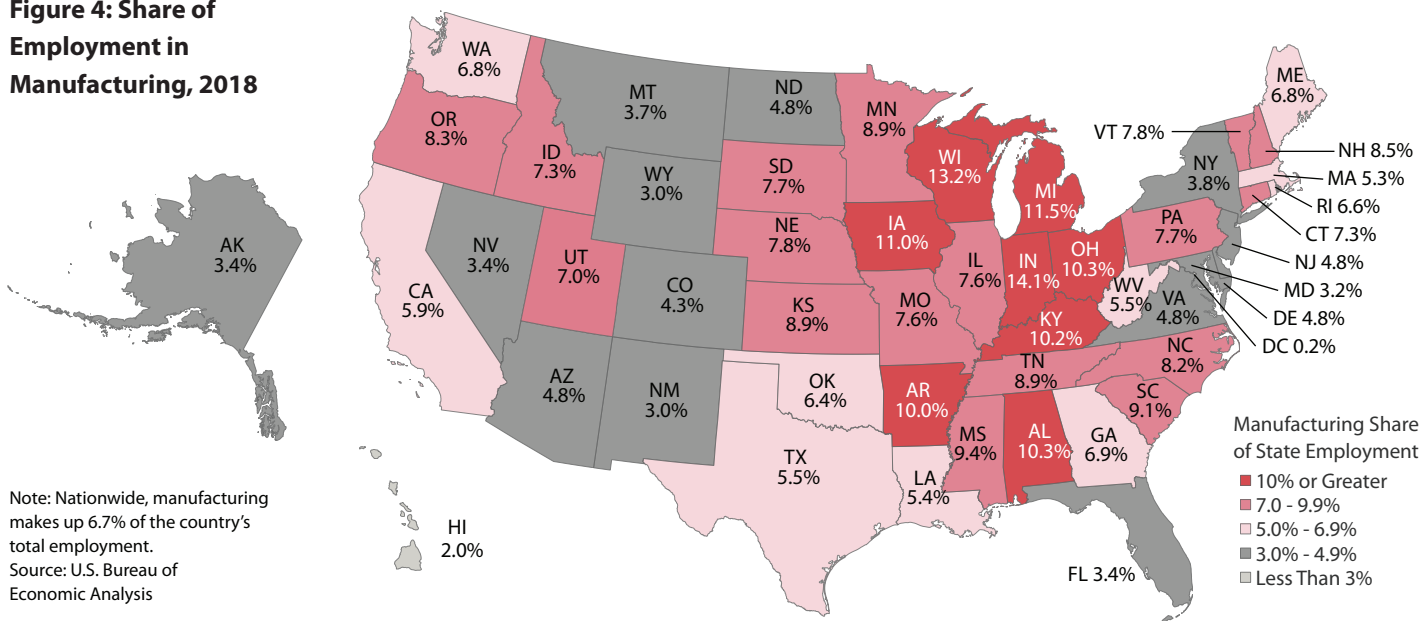 Figure 4: Share of
Employment in
Manufacturing, 2018
WA
6.8%
OR
8.3%
CA
5.9%
ID
7.3%
NV
3.4%
MT
3.7%
WY
3.0%
UT
7.0%
CO
4.3%
AZ
4.8%
NM
3.0%
ND
4.8%
SD
7.7%
NE
7.8%
KS
8.9%
OK
6.4%
TX
5.5%
MN
8.9%
IA
11.0%
MO
7.6%
AR
10.0%
LA
5.4%
WI
13.2%
IL
7.6%
MI
11.5%
IN
14.1%
OH
10.3%
KY
10.2%
TN
8.9%
MS
9.4%
AL
10.3%
GA
6.9%
FL 3.4%
SC
9.1%
NC
8.2%
VA
4.8%
WV
5.5%
PA
7.7%
NY
3.8%
ME
6.8%
VT 7.8%
NH 8.5%
MA 5.3%
RI 6.6%
CT 7.3%
NJ 4.8%
MD 3.2%
DE 4.8%
DC 0.2%
AK
3.4%
HI
2.0%
Manufacturing Share
of State Employment
10% or Greater
7.0 - 9.9%
5.0% - 6.9%
3.0% - 4.9%
Less Than 3%
Note: Nationwide, manufacturing
makes up 6.7% of the country's
total employment.
Source: U.S. Bureau of
Economic Analysis